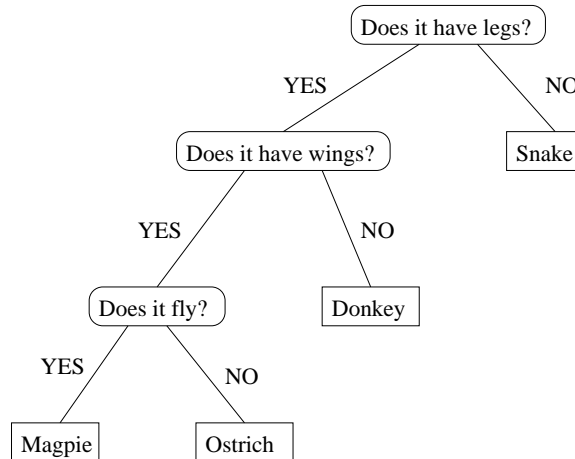 Does it have legs?
YES
NO
Does it have wings?
Snake
YES
NO
Does it fly?
Donkey
YES
NO
Magpie
Ostrich